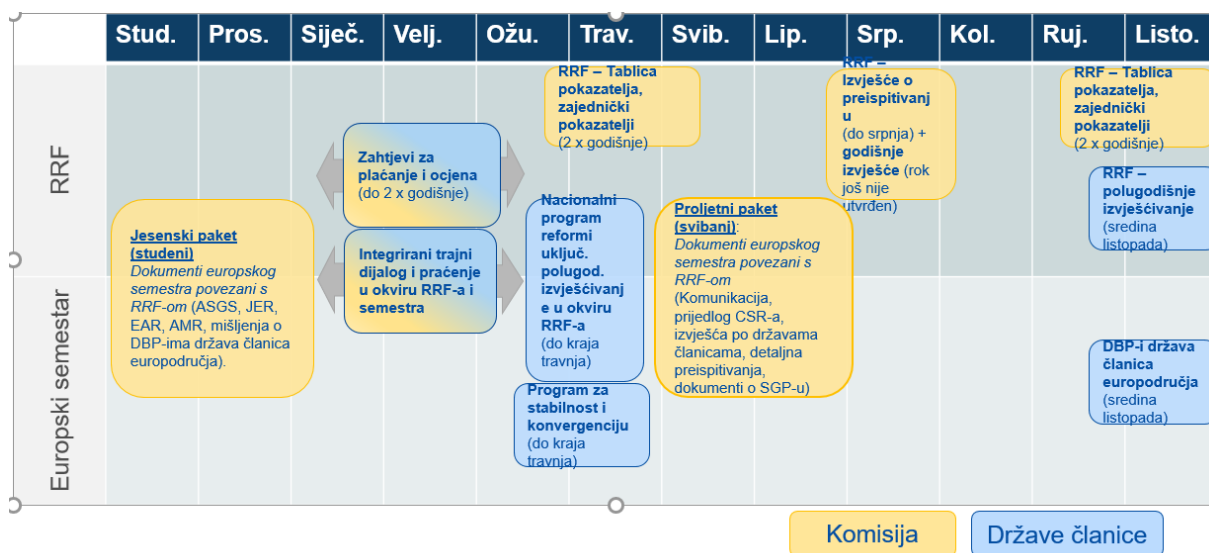 Stud. Pros. Siječ. Velj. Ožu. Trav. Svib. Lip. Srp. Kol. Ruj. Listo.
RRF
RRF – Tablica
pokazatelja,
zajednički
pokazatelji
(2 x godišnje)
RRF –
Izvješće o
preispitivanj
u
(do srpnja) +
godišnje
izvješće (rok
još nije
utvrđen)
RRF – Tablica
pokazatelja,
zajednički
pokazatelji
(2 x godišnje)
Zahtjevi za
plaćanje i ocjena
(do 2 x godišnje)
RRF –
polugodišnje
izvješćivanje
(sredina
listopada)
Jesenski paket
(studeni)
Dokumenti europskog
semestra povezani s
RRF-om (ASGS, JER,
EAR, AMR, mišljenja o
DBP-ima država članica
europodručja).
Integrirani trajni
dijalog i praćenje
u okviru RRF-a i
semestra
Nacionalni
program
reformi
uključ.
polugod.
izvješćivanj
e u okviru
RRF-a
(do kraja
travnja)
Proljetni paket
(svibanj):
Dokumenti europskog
semestra povezani s
RRF-om
(Komunikacija,
prijedlog CSR-a,
izvješća po državama
članicama, detaljna
preispitivanja,
dokumenti o SGP-u)
Europski semestar
Program za
stabilnost i
konvergenciju
(do kraja
travnja)
DBP-i država
članica
europodručja
(sredina
listopada)
Komisija
Države članice